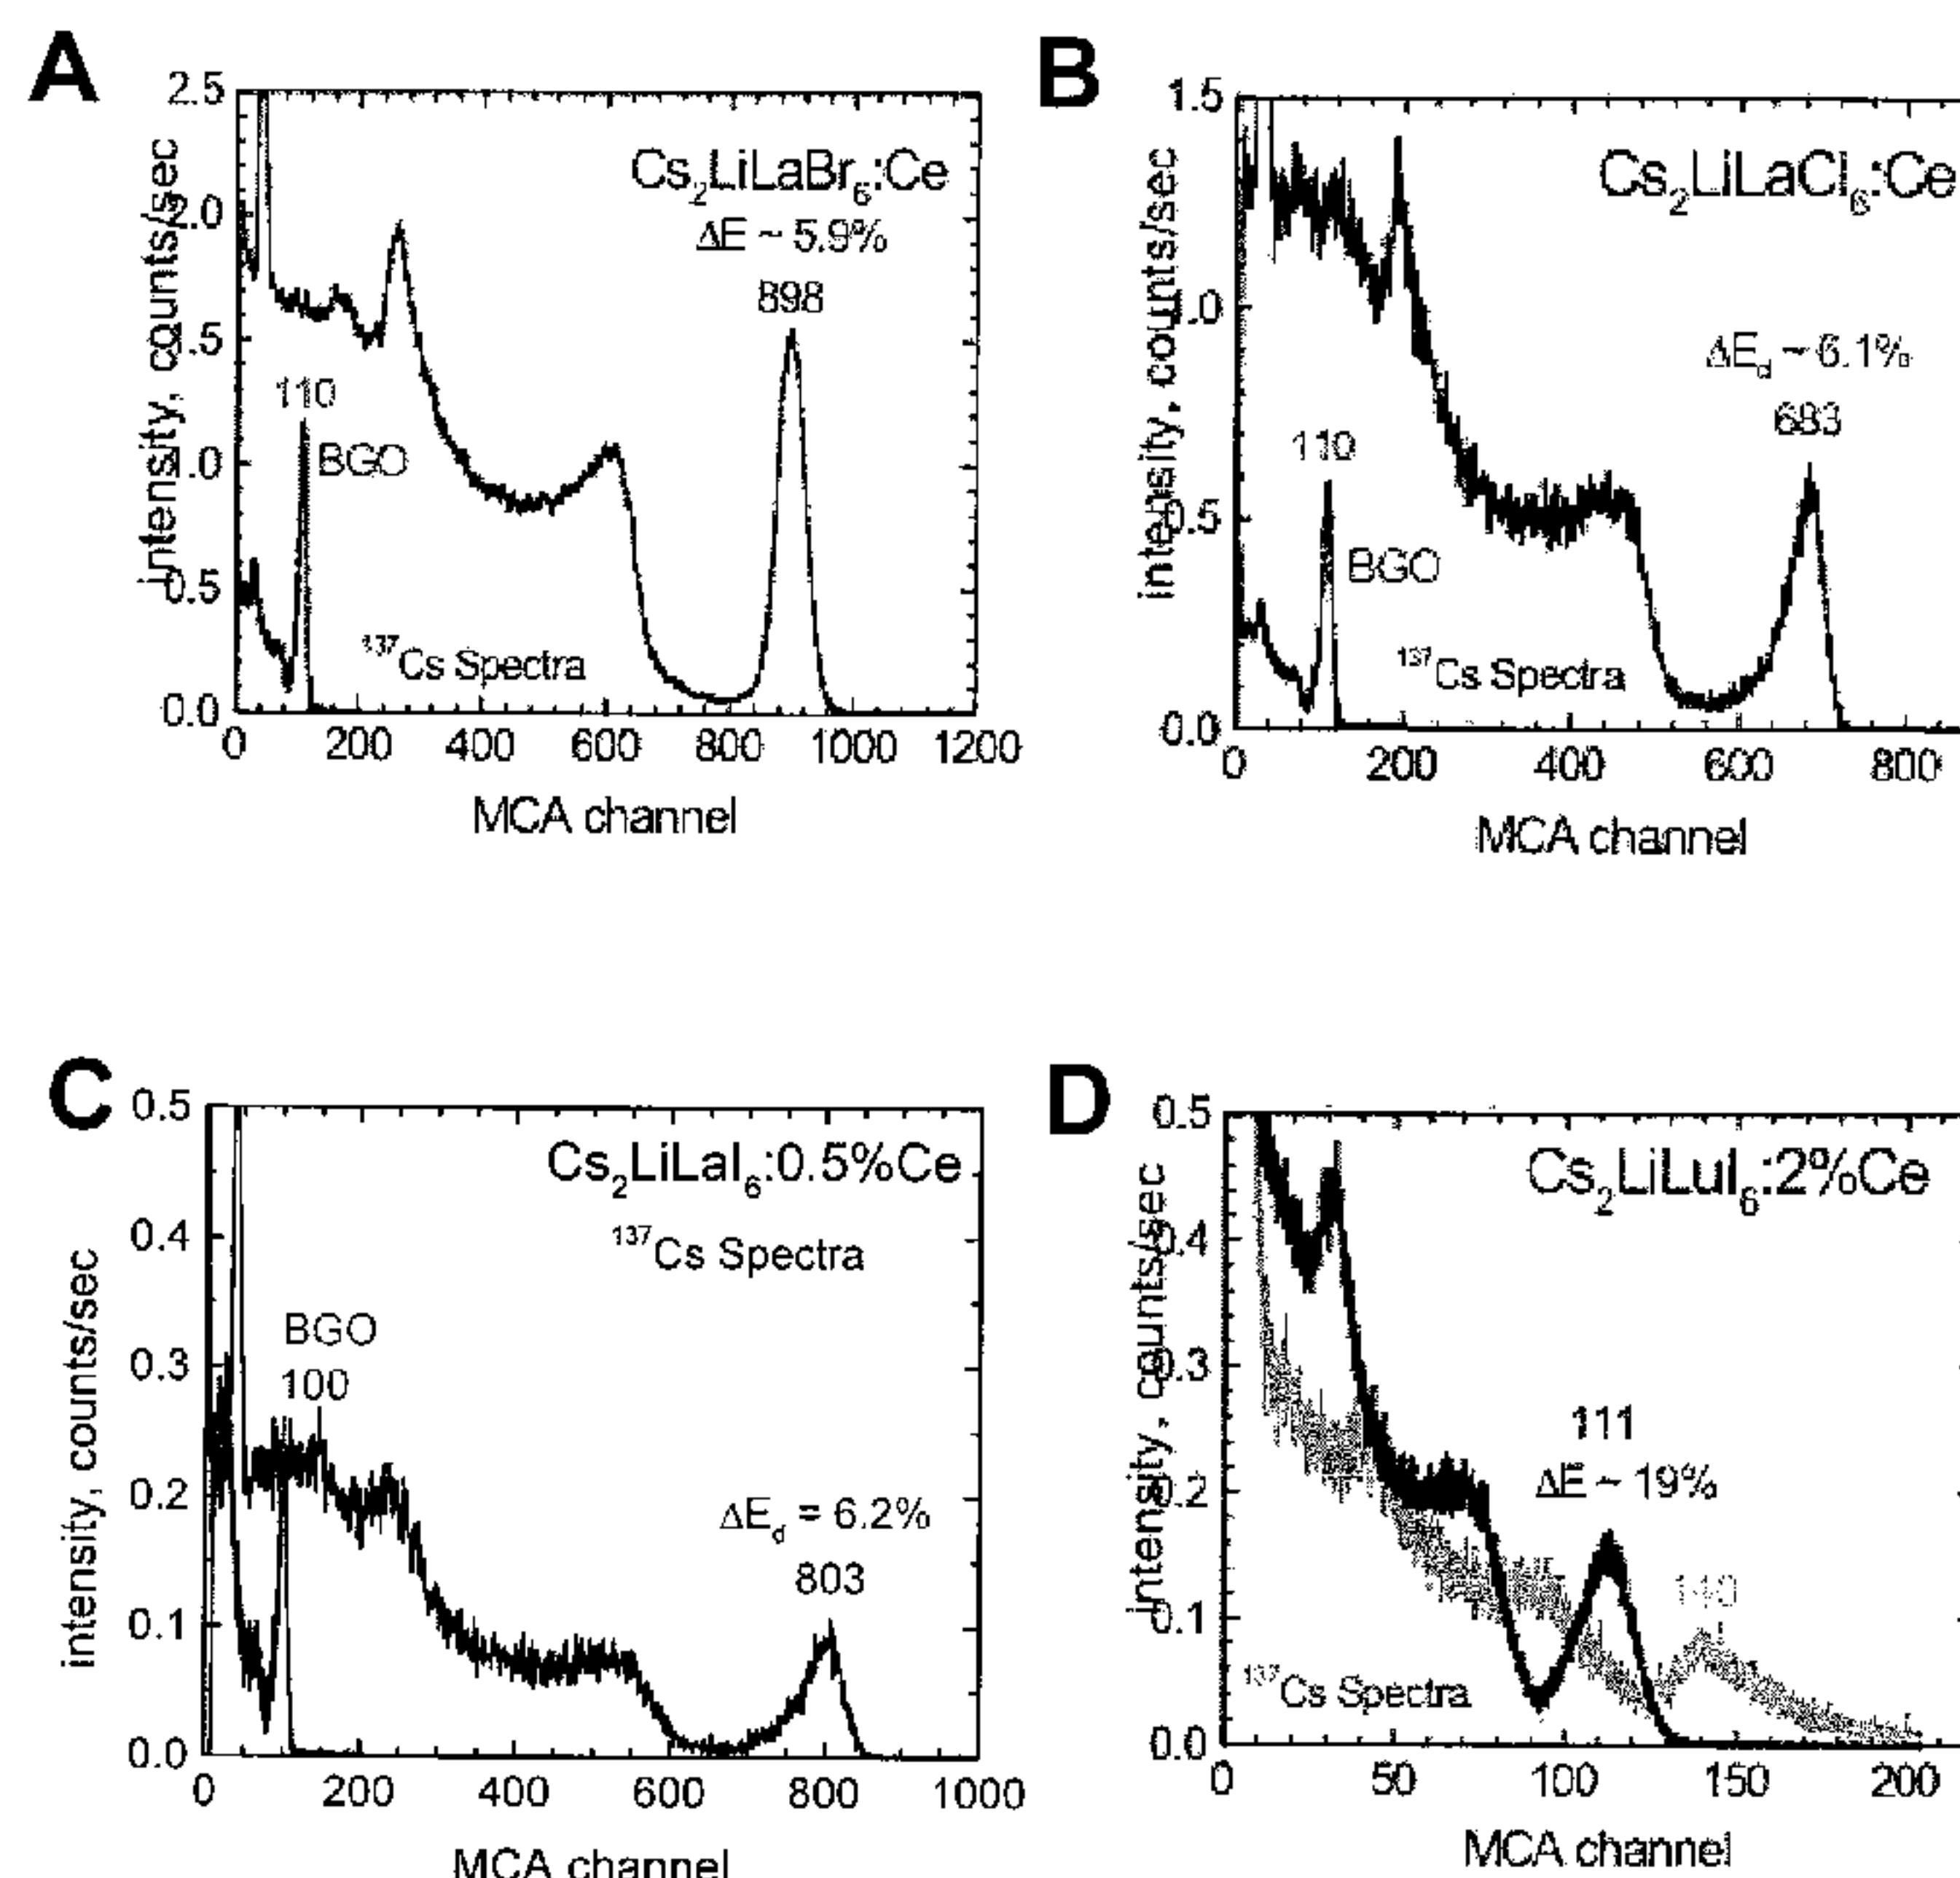 A
2.5
2.0
.5
.0
0.5
0.0
intensity, counts/sec
Cs2LiLaBr6:Ce
ΔE ~ 5.9%
898
110
BGO
137Cs Spectra
0 200 400 600 800 1000 1200
MCA channel
B
1.5
1.0
0.5
0.0
intensity, counts/sec
Cs2LiLaCl6:Ce
ΔEd ~ 6.1%
683
110
BGO
137Cs Spectra
0 200 400 600 800
MCA channel
C
0.5
0.4
0.3
0.2
0.1
0.0
intensity, counts/sec
Cs2LiLaI6:0.5%Ce
137Cs Spectra
BGO
100
ΔEd = 6.2%
803
0 200 400 600 800 1000
MCA channel
D
0.5
0.4
0.3
0.2
0.1
0.0
intensity, counts/sec
Cs2LiLuI6:2%Ce
111
ΔE ~ 19%
140
137Cs Spectra
0 50 100 150 200
MCA channel